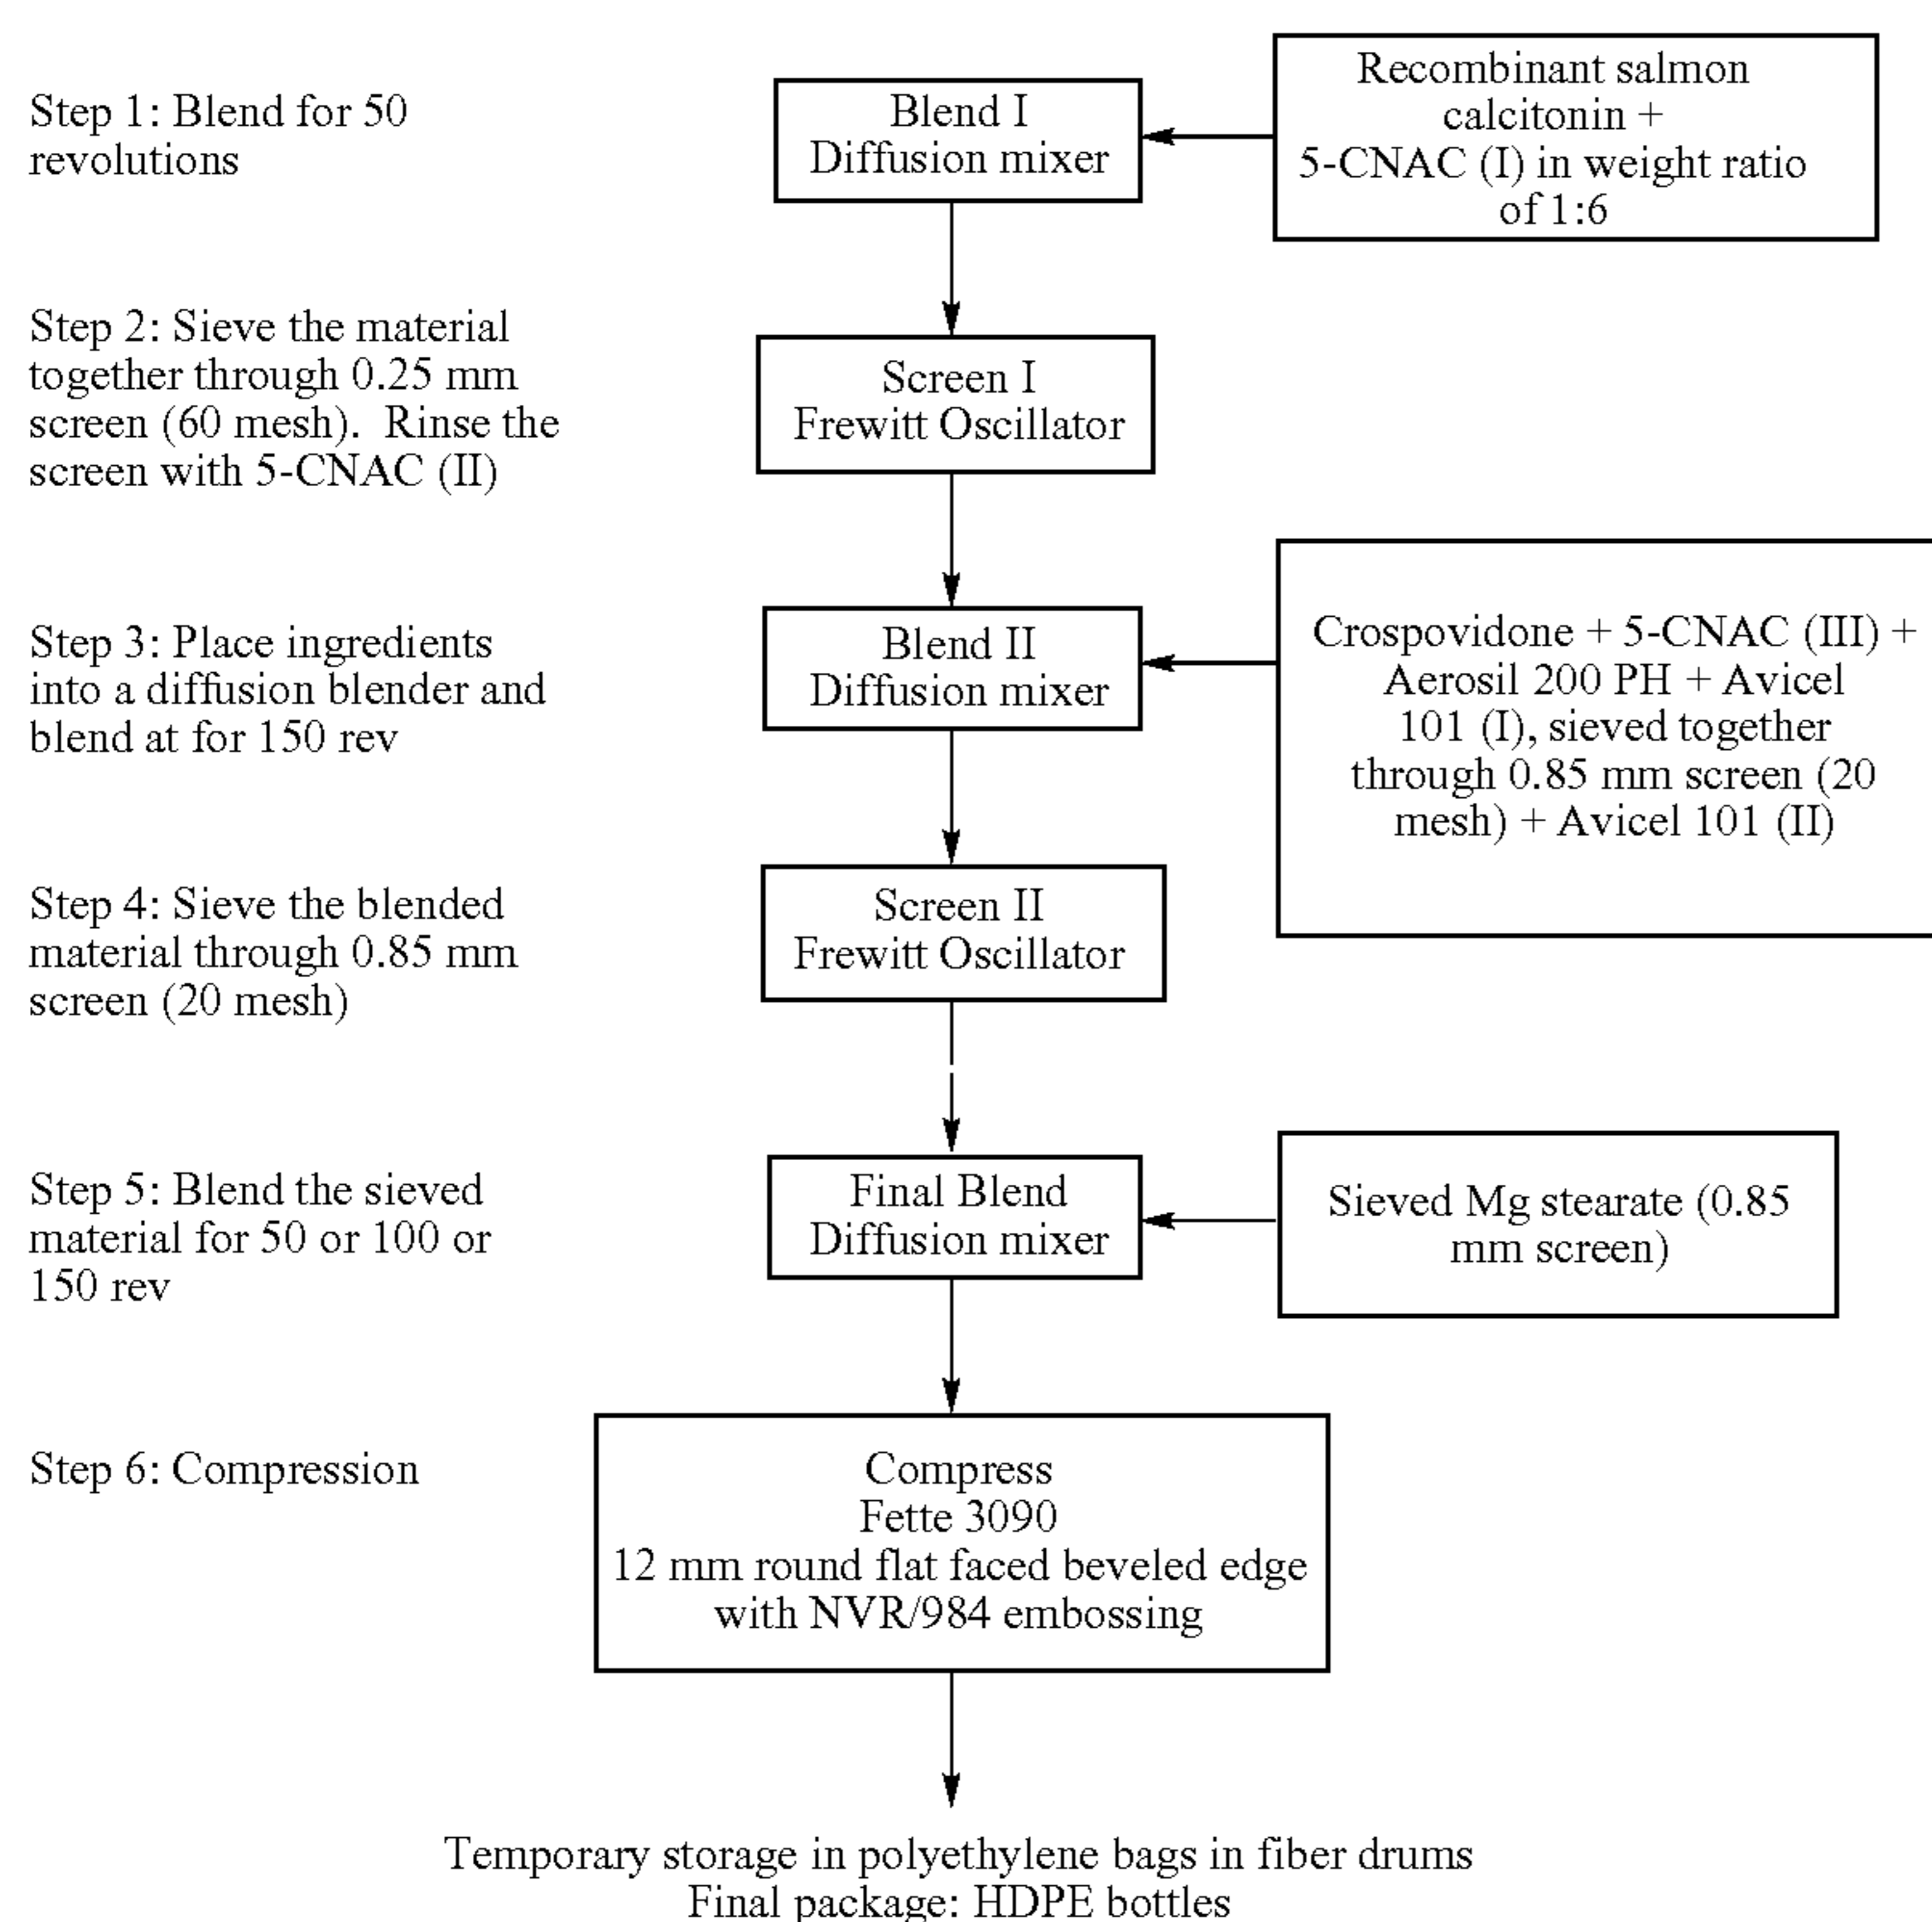 Step 1: Blend for 50
revolutions
Blend I
Diffusion mixer
Recombinant salmon
calcitonin +
5-CNAC (I) in weight ratio
of 1:6
Step 2: Sieve the material
together through 0.25 mm
screen (60 mesh).  Rinse the
screen with 5-CNAC (II)
Screen I
Frewitt Oscillator
Step 3: Place ingredients
into a diffusion blender and
blend at for 150 rev
Blend II
Diffusion mixer
Crospovidone + 5-CNAC (III) +
Aerosil 200 PH + Avicel
101 (I), sieved together
through 0.85 mm screen (20
mesh) + Avicel 101 (II)
Step 4: Sieve the blended
material through 0.85 mm
screen (20 mesh)
Screen II
Frewitt Oscillator
Step 5: Blend the sieved
material for 50 or 100 or
150 rev
Final Blend
Diffusion mixer
Sieved Mg stearate (0.85
mm screen)
Step 6: Compression
Compress
Fette 3090
12 mm round flat faced beveled edge
with NVR/984 embossing
Temporary storage in polyethylene bags in fiber drums
Final package: HDPE bottles